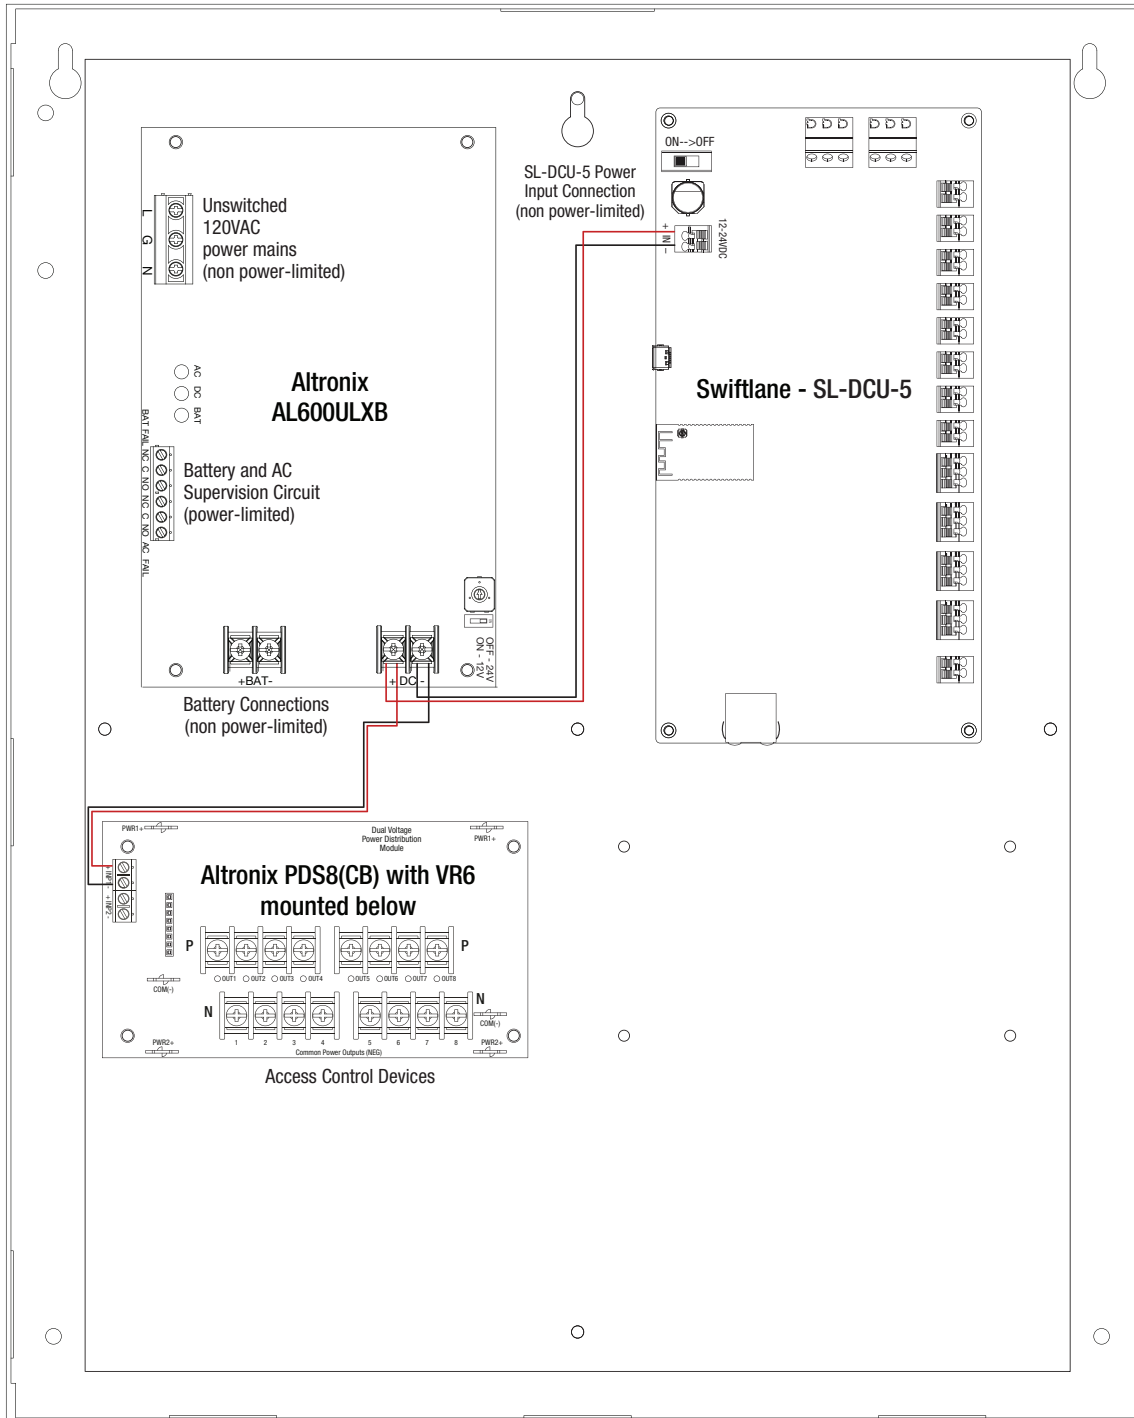 L
G
N
Unswitched
120VAC
power mains
(non power-limited)
SL-DCU-5 Power
Input Connection
(non power-limited)
ON-->OFF
+ IN -
12-24VDC
AC
DC
BAT
Altronix
AL600ULXB
Swiftlane - SL-DCU-5
BAT FAIL NC C NO NC C NO AC FAIL
Battery and AC
Supervision Circuit
(power-limited)
OFF - 24V
ON - 12V
+BAT-
+ DC -
Battery Connections
(non power-limited)
PWR1+
Dual Voltage
Power Distribution
Module
PWR1+
+ INP1 -
+ INP2 -
Altronix PDS8(CB) with VR6
mounted below
P
P
OUT1 OUT2 OUT3 OUT4 OUT5 OUT6 OUT7 OUT8
COM(-)
N
N
COM(-)
1 2 3 4 5 6 7 8
PWR2+
Common Power Outputs (NEG)
PWR2+
Access Control Devices